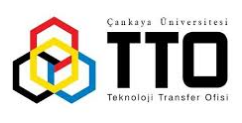 Çankaya Üniversitesi
TTO
Teknoloji Transfer Ofisi